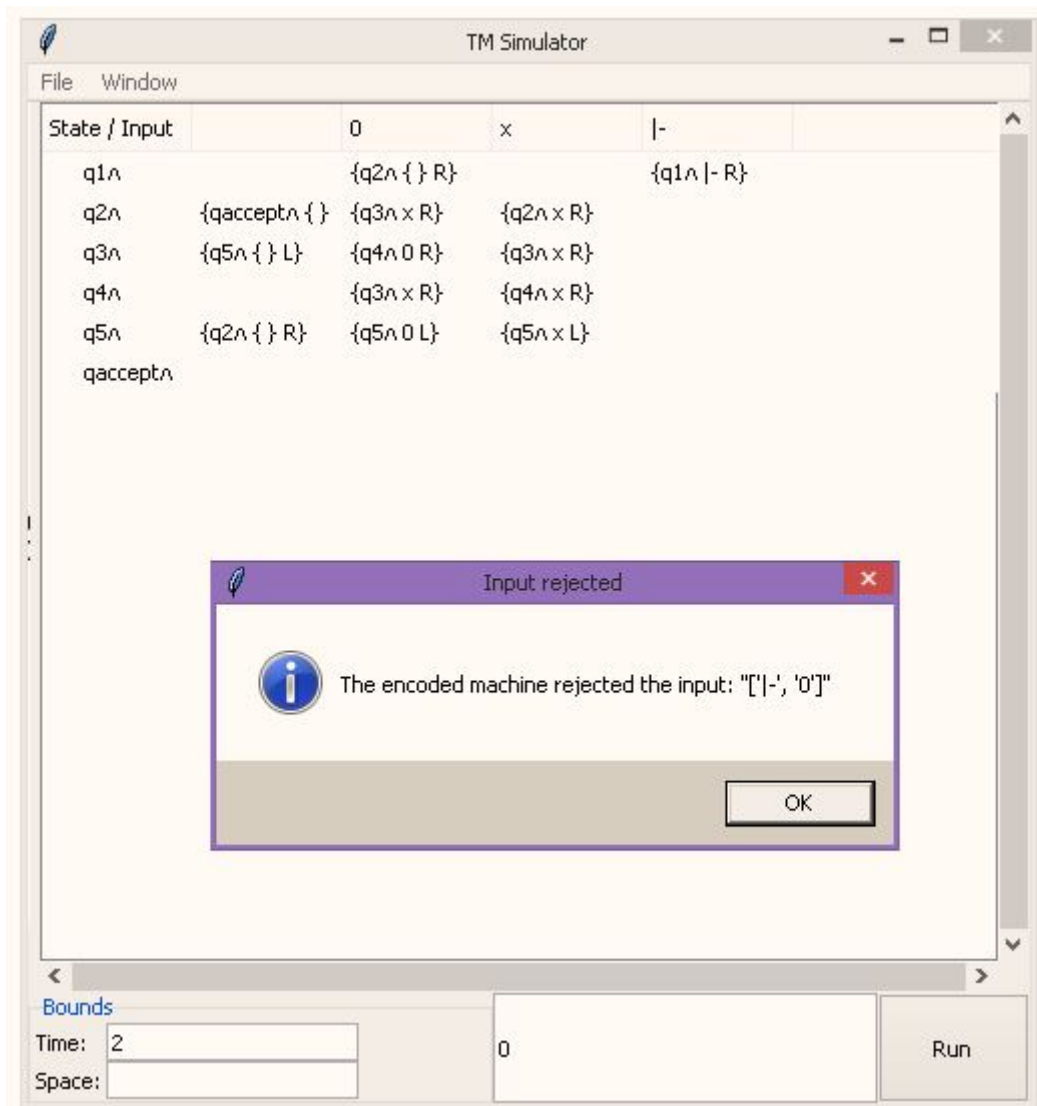 TM Simulator
File Window
State / Input 0 x |-
q1∧ {q2∧ { } R} {q1∧ |- R}
q2∧ {qaccept∧ { } {q3∧ x R} {q2∧ x R}
q3∧ {q5∧ { } L} {q4∧ 0 R} {q3∧ x R}
q4∧ {q3∧ x R} {q4∧ x R}
q5∧ {q2∧ { } R} {q5∧ 0 L} {q5∧ x L}
qaccept∧
Input rejected
The encoded machine rejected the input: "['|-', '0']"
OK
Bounds
Time: 2
Space:
0
Run